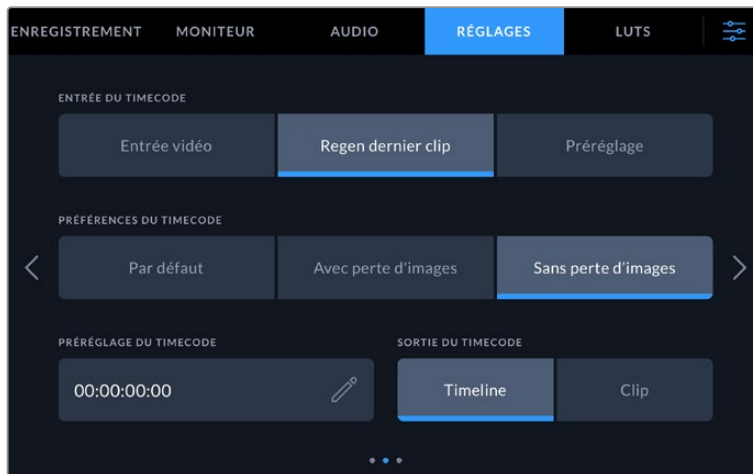 ENREGISTREMENT MONITEUR AUDIO RÉGLAGES LUTS
ENTRÉE DU TIMECODE
Entrée vidéo Regen dernier clip Préréglage
PRÉFÉRENCES DU TIMECODE
Par défaut Avec perte d'images Sans perte d'images
PRÉRÉGLAGE DU TIMECODE SORTIE DU TIMECODE
00:00:00:00 Timeline Clip